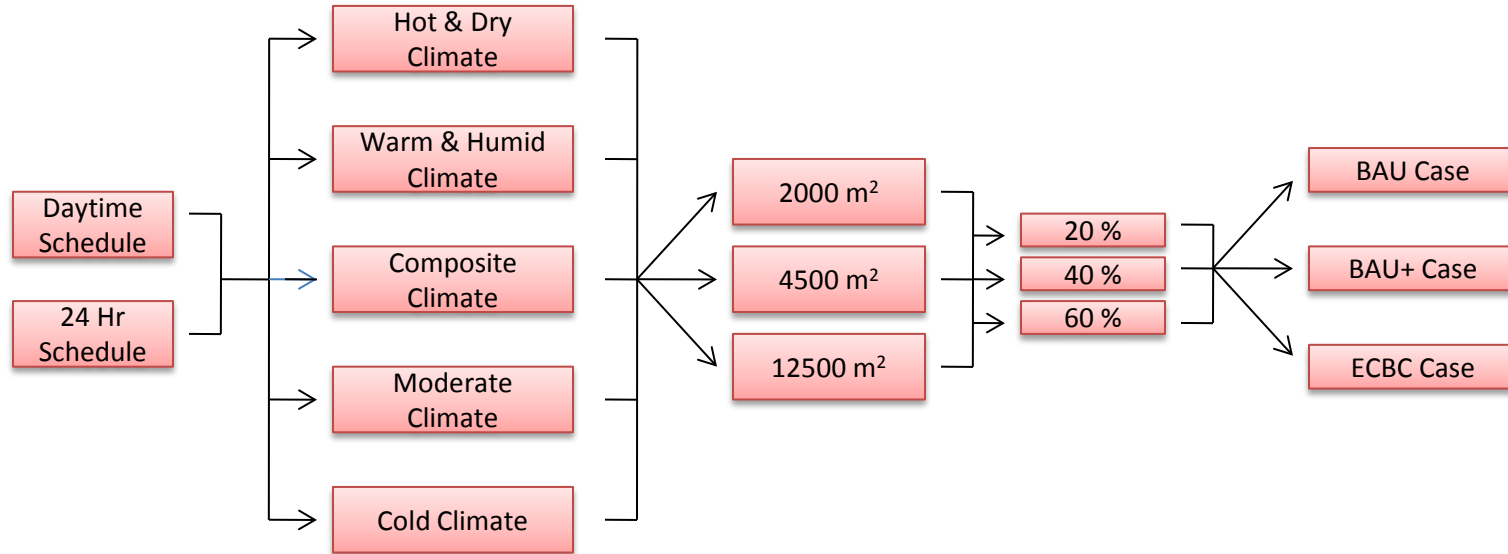 Daytime
Schedule
24 Hr
Schedule
Hot & Dry
Climate
Warm & Humid
Climate
Composite
Climate
Moderate
Climate
Cold Climate
2000 m²
4500 m²
12500 m²
20 %
40 %
60 %
BAU Case
BAU+ Case
ECBC Case